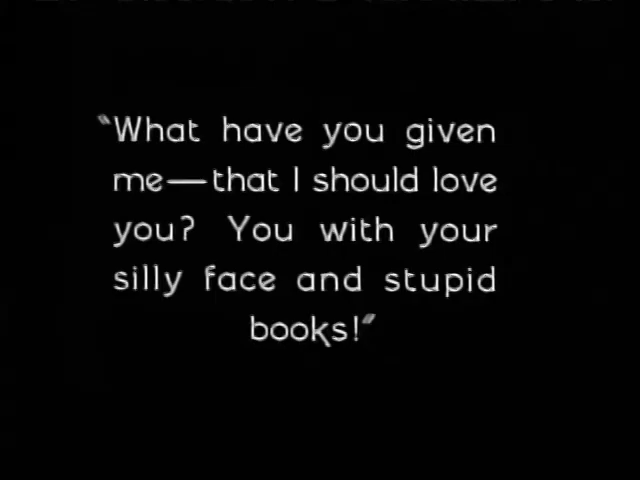 "What have you given
me—that I should love
you? You with your
silly face and stupid
books!"